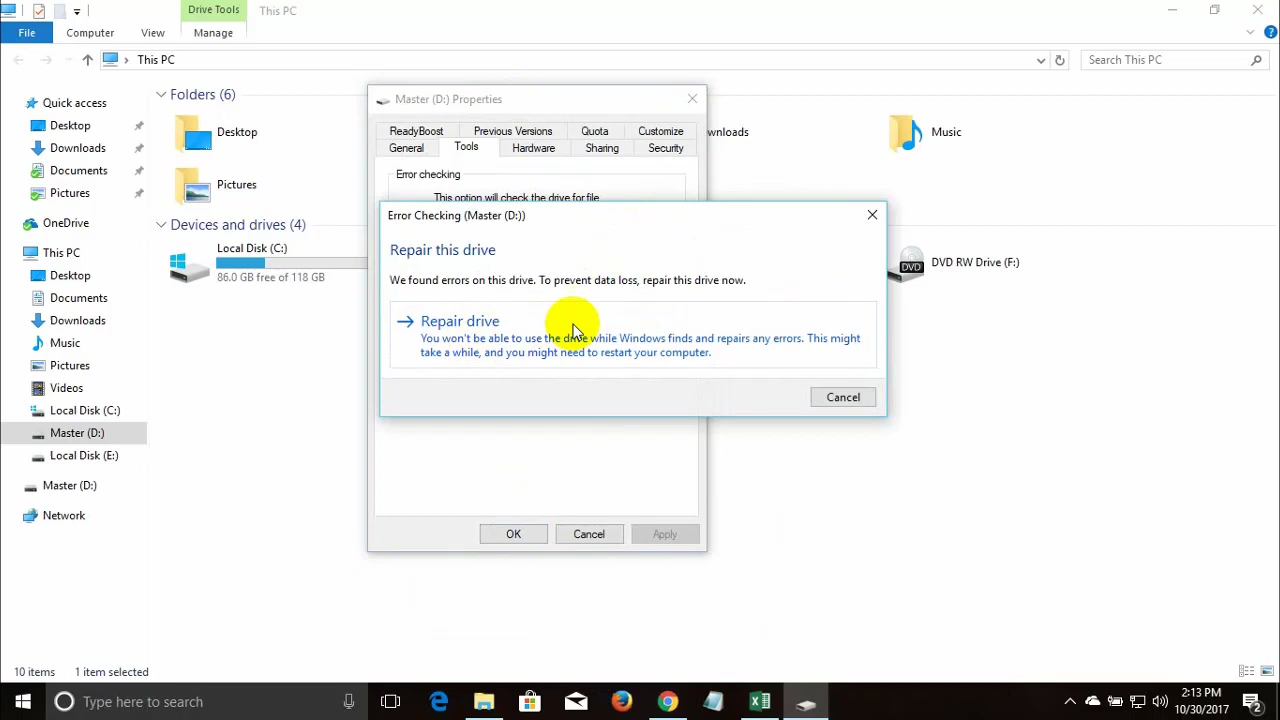 Drive Tools
This PC
File
Computer
View
Manage
This PC
Search This PC
Quick access
Desktop
Downloads
Documents
Pictures
OneDrive
This PC
Desktop
Documents
Downloads
Music
Pictures
Videos
Local Disk (C:)
Master (D:)
Local Disk (E:)
Master (D:)
Network
Folders (6)
Desktop
wnloads
Music
Pictures
Devices and drives (4)
Local Disk (C:)
86.0 GB free of 118 GB
DVD RW Drive (F:)
DVD
Master (D:) Properties
ReadyBoost
Previous Versions
Quota
Customize
General
Tools
Hardware
Sharing
Security
Error checking
This option will check the drive for file
Error Checking (Master (D:))
Repair this drive
We found errors on this drive. To prevent data loss, repair this drive now.
Repair drive
You won't be able to use the drive while Windows finds and repairs any errors. This might
take a while, and you might need to restart your computer.
Cancel
OK
Cancel
Apply
10 items
1 item selected
Type here to search
2:13 PM
10/30/2017
2